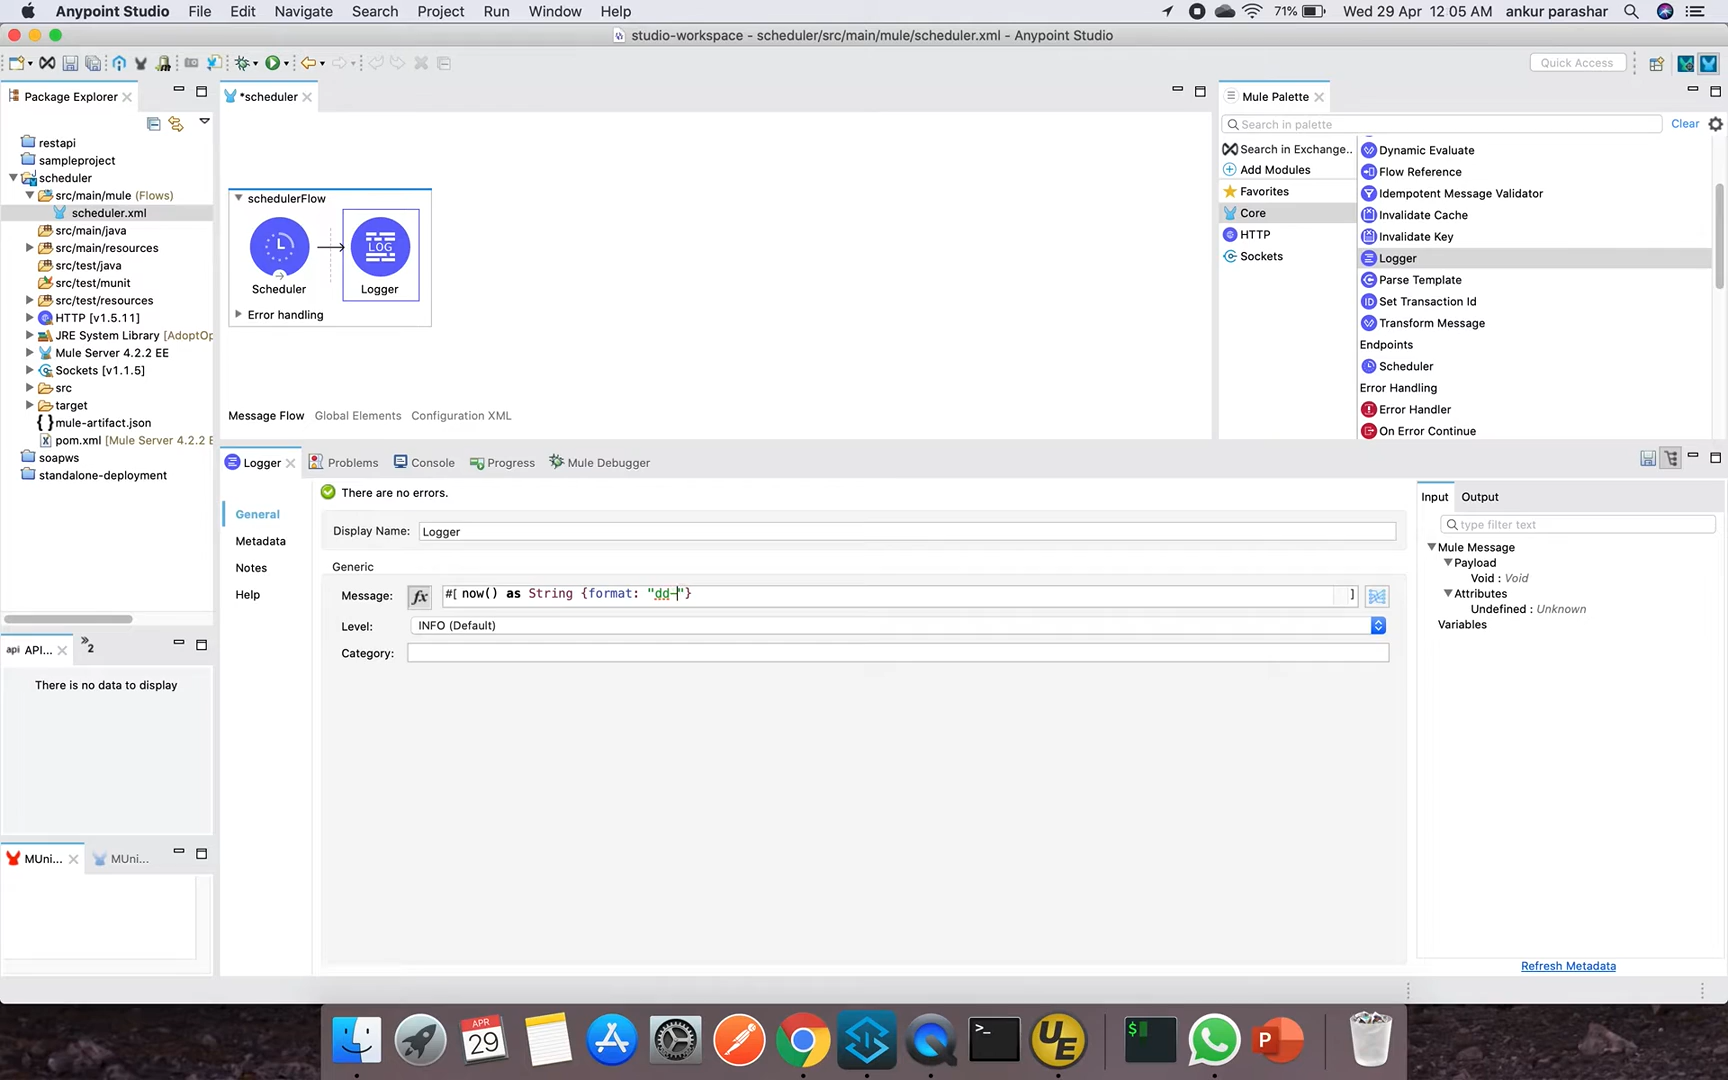 Anypoint Studio File Edit Navigate Search Project Run Window Help 71% Wed 29 Apr 12:05 AM ankur parashar
studio-workspace - scheduler/src/main/mule/scheduler.xml - Anypoint Studio
Quick Access
Package Explorer
*scheduler
Mule Palette
Search in palette
Clear
restapi
sampleproject
scheduler
src/main/mule (Flows)
scheduler.xml
src/main/java
src/main/resources
src/test/java
src/test/munit
src/test/resources
HTTP [v1.5.11]
JRE System Library [AdoptOp
Mule Server 4.2.2 EE
Sockets [v1.1.5]
src
target
mule-artifact.json
pom.xml [Mule Server 4.2.2 E
soapws
standalone-deployment
schedulerFlow
LOG
Scheduler
Logger
Error handling
Message Flow Global Elements Configuration XML
Search in Exchange..
Add Modules
Favorites
Core
HTTP
Sockets
Dynamic Evaluate
Flow Reference
Idempotent Message Validator
Invalidate Cache
Invalidate Key
Logger
Parse Template
Set Transaction Id
Transform Message
Endpoints
Scheduler
Error Handling
Error Handler
On Error Continue
Logger Problems Console Progress Mule Debugger
General
Metadata
Notes
Help
There are no errors.
Display Name: Logger
Generic
Message: fx #[ now() as String {format: "dd-"} ]
Level: INFO (Default)
Category:
Input Output
type filter text
Mule Message
Payload
Void : Void
Attributes
Undefined : Unknown
Variables
Refresh Metadata
api API... »2
There is no data to display
MUni... MUni...
APR
29
>_
UE
$
P